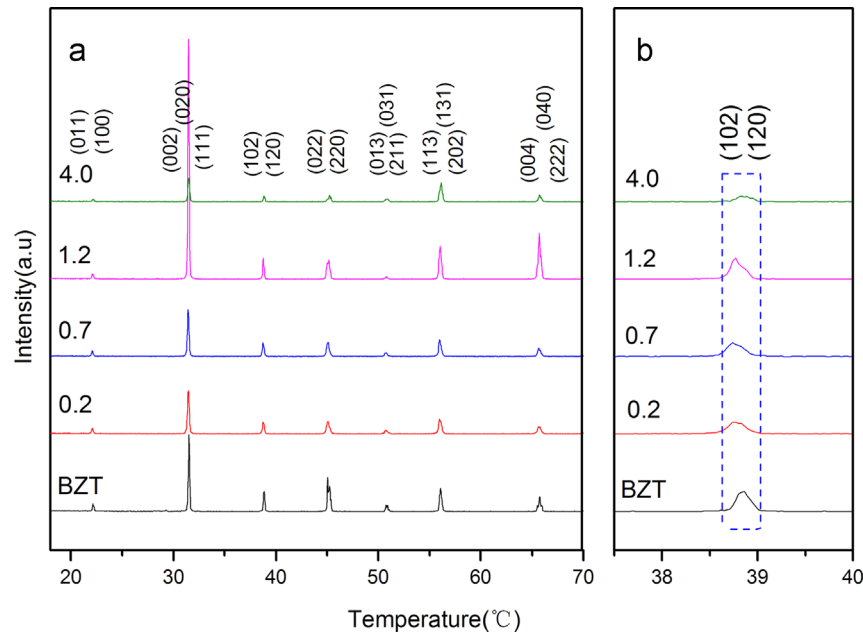 a
b
(011) (100)
(002) (020) (111)
(102) (120)
(022) (220)
(013) (031) (211)
(113) (131) (202)
(004) (040) (222)
(102) (120)
4.0
1.2
0.7
0.2
BZT
4.0
1.2
0.7
0.2
BZT
Intensity(a.u)
20 30 40 50 60 70
38 39 40
Temperature(℃)